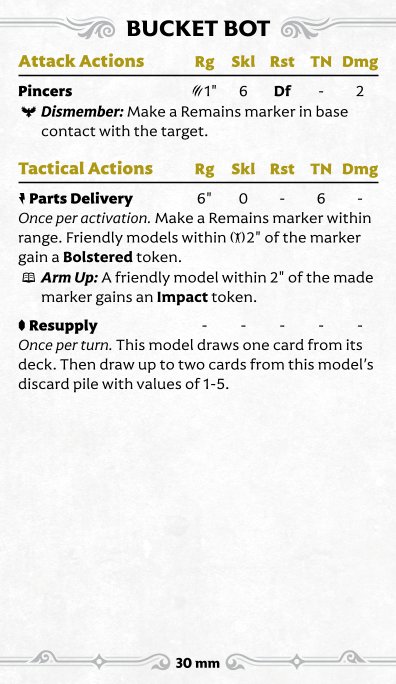 BUCKET BOT
Attack Actions Rg Skl Rst TN Dmg
Pincers 1" 6 Df - 2
Dismember: Make a Remains marker in base
contact with the target.
Tactical Actions Rg Skl Rst TN Dmg
Parts Delivery 6" 0 - 6 -
Once per activation. Make a Remains marker within
range. Friendly models within 2" of the marker
gain a Bolstered token.
Arm Up: A friendly model within 2" of the made
marker gains an Impact token.
Resupply - - - - -
Once per turn. This model draws one card from its
deck. Then draw up to two cards from this model's
discard pile with values of 1-5.
30 mm